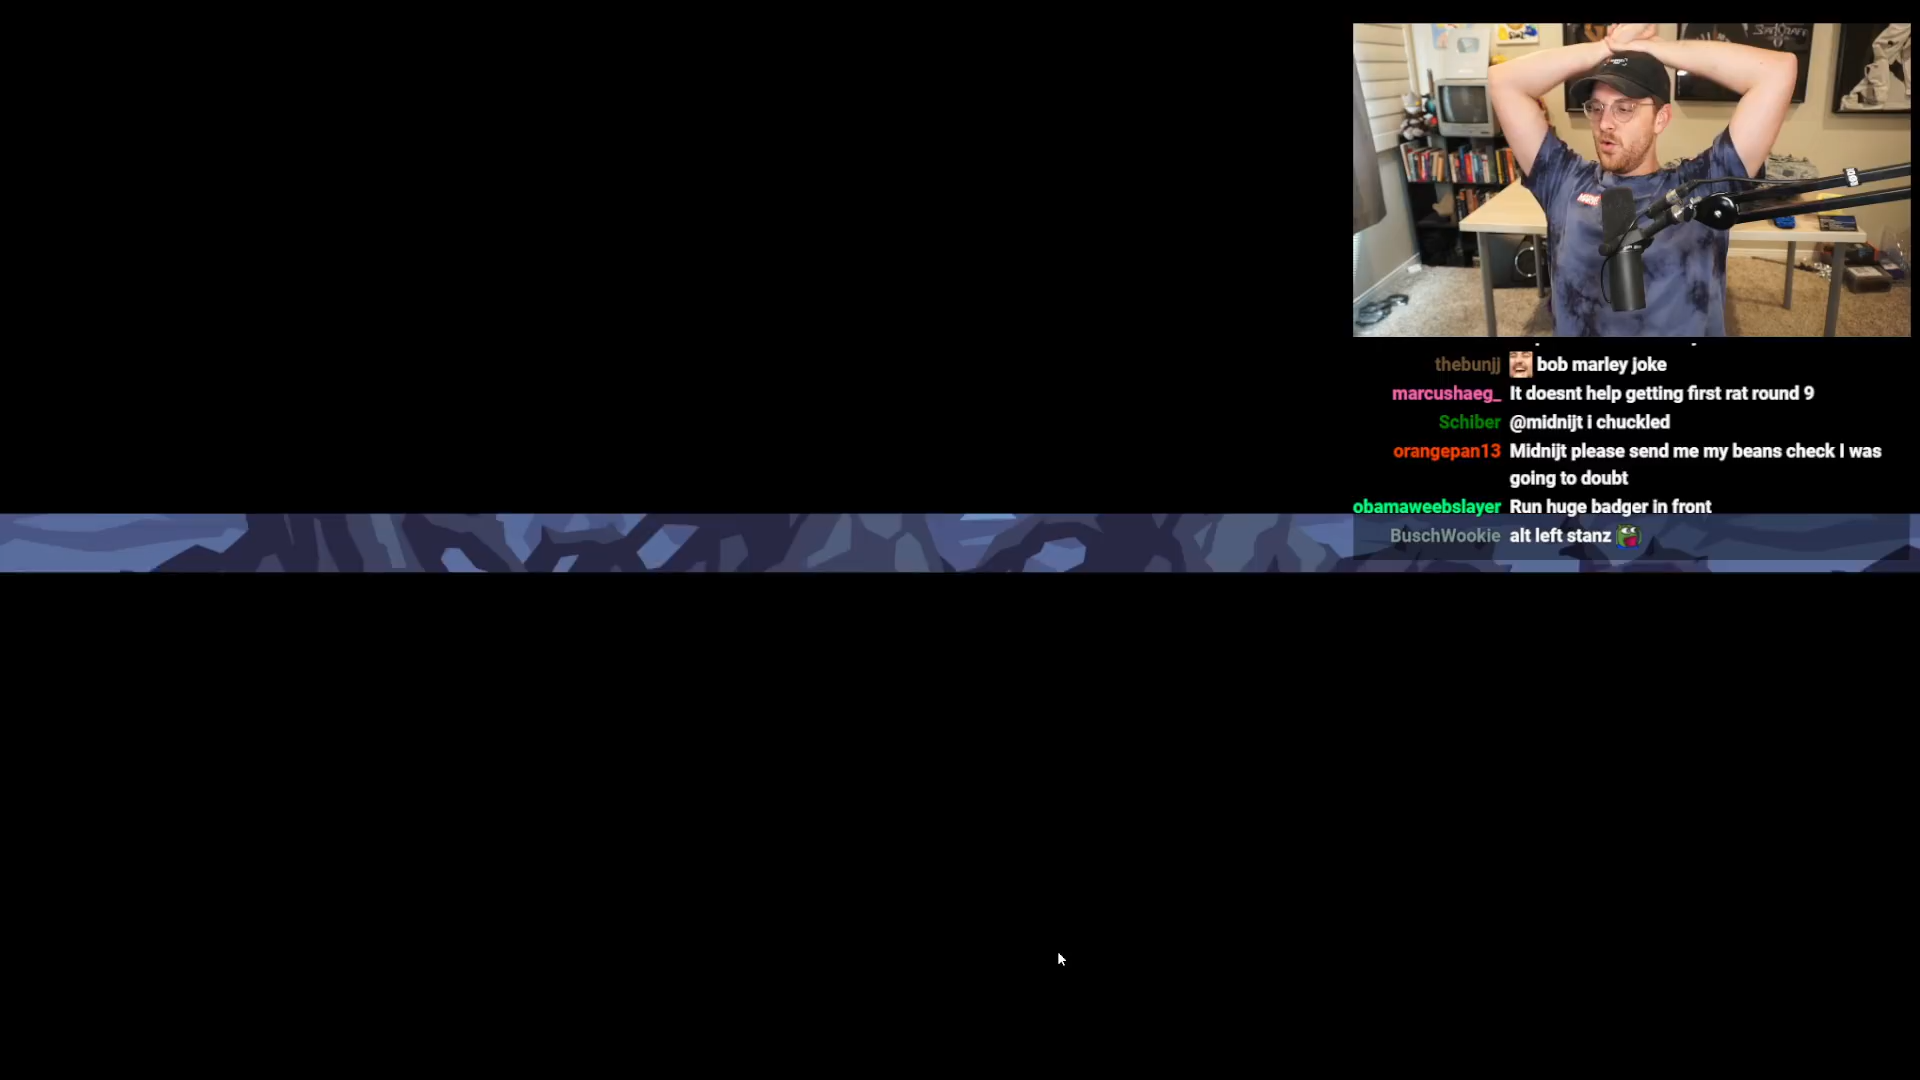 thebunjj bob marley joke
marcushaeg_ It doesnt help getting first rat round 9
Schiber @midnijt i chuckled
orangepan13 Midnijt please send me my beans check I was
going to doubt
obamaweebslayer Run huge badger in front
BuschWookie alt left stanz